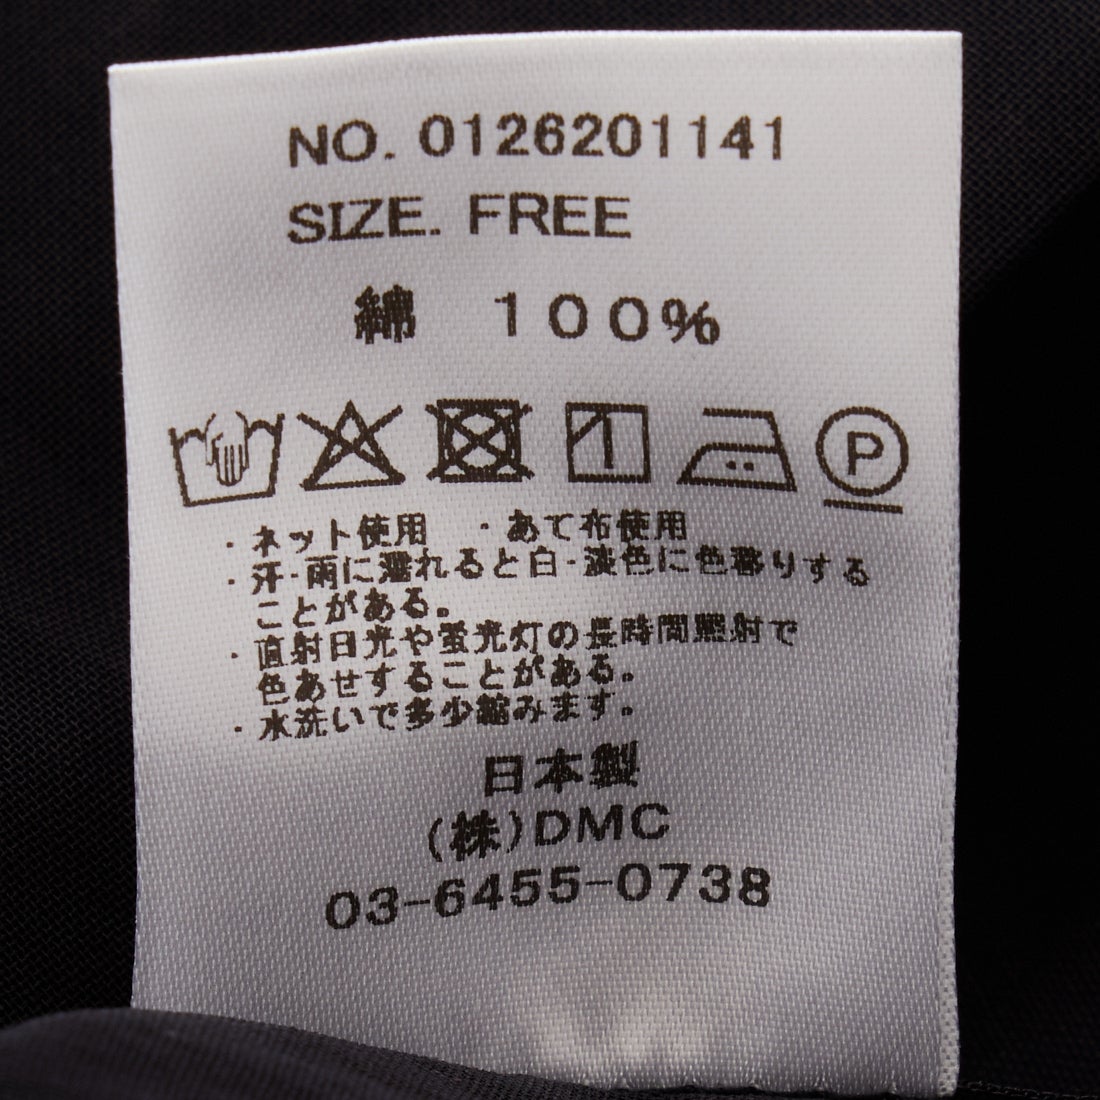 NO. 0126201141
SIZE. FREE
綿 100%
P
・ネット使用 ・あて布使用
・汗・雨に濡れると白・淡色に色移りする
ことがある。
・直射日光や蛍光灯の長時間照射で
色あせすることがある。
・水洗いで多少縮みます。
日本製
(株)DMC
03-6455-0738